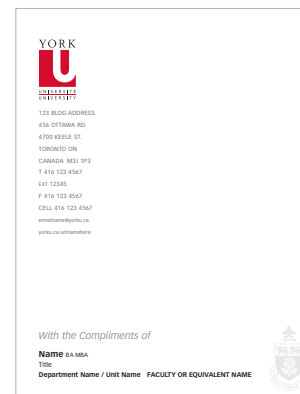 YORK
U
UNIVERSITÉ
UNIVERSITY
123 BLDG ADDRESS.
456 OTTAWA RD.
4700 KEELE ST.
TORONTO ON
CANADA M3J 1P3
T 416 123 4567
EXT 12345
F 416 123 4567
CELL 416 123 4567
emailname@yorku.ca
yorku.ca/urlnamehere
With the Compliments of
Name BA MBA
Title
Department Name / Unit Name FACULTY OR EQUIVALENT NAME